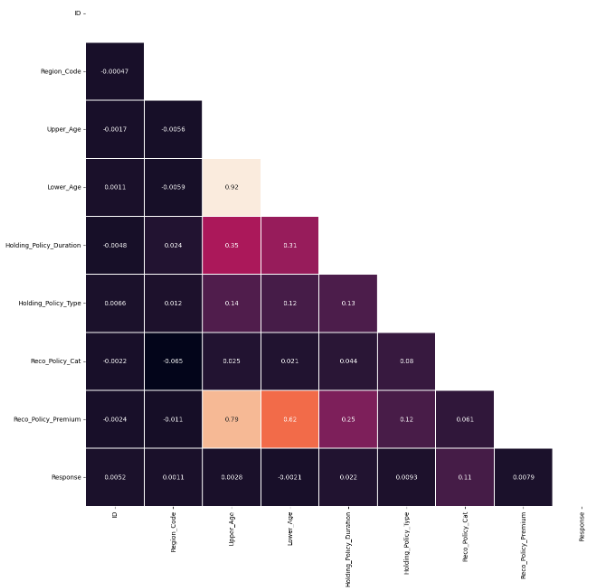 ID
Region_Code -0.00047
Upper_Age -0.0017 -0.0056
Lower_Age 0.0011 -0.0059 0.92
Holding_Policy_Duration -0.0048 0.024 0.35 0.31
Holding_Policy_Type 0.0066 0.012 0.14 0.12 0.13
Reco_Policy_Cat -0.0022 -0.065 0.025 0.021 0.044 0.08
Reco_Policy_Premium -0.0024 -0.011 0.79 0.62 0.25 0.12 0.061
Response 0.0052 0.0011 0.0028 -0.0021 0.022 0.0093 0.11 0.0079
ID
Region_Code
Upper_Age
Lower_Age
Holding_Policy_Duration
Holding_Policy_Type
Reco_Policy_Cat
Reco_Policy_Premium
Response